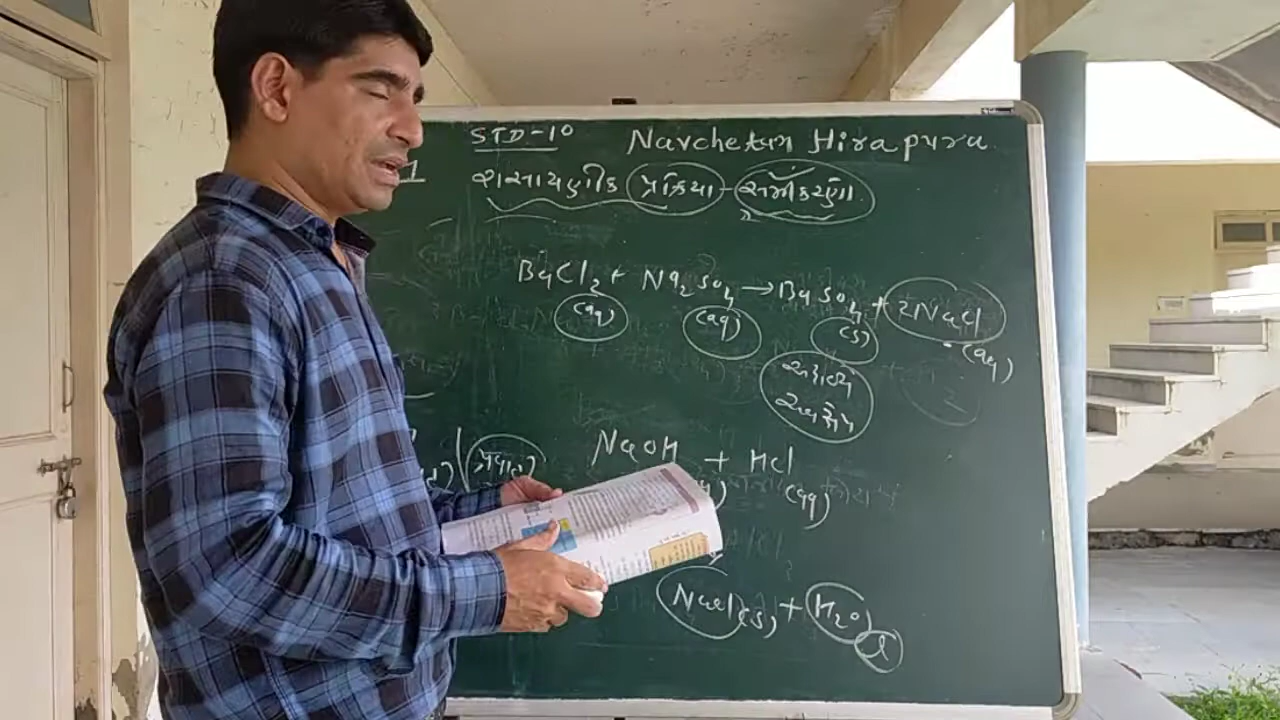 STD-10 Navchetan Hirapura
1 રાસાયણીક પ્રક્રિયા - સમીકરણો
BaCl2 + Na2SO4 → BaSO4 + 2NaCl
(aq) (aq) (s) (aq)
અદ્રાવ્ય
NaOH + HCl
(aq)
NaCl(s) + H2O
l